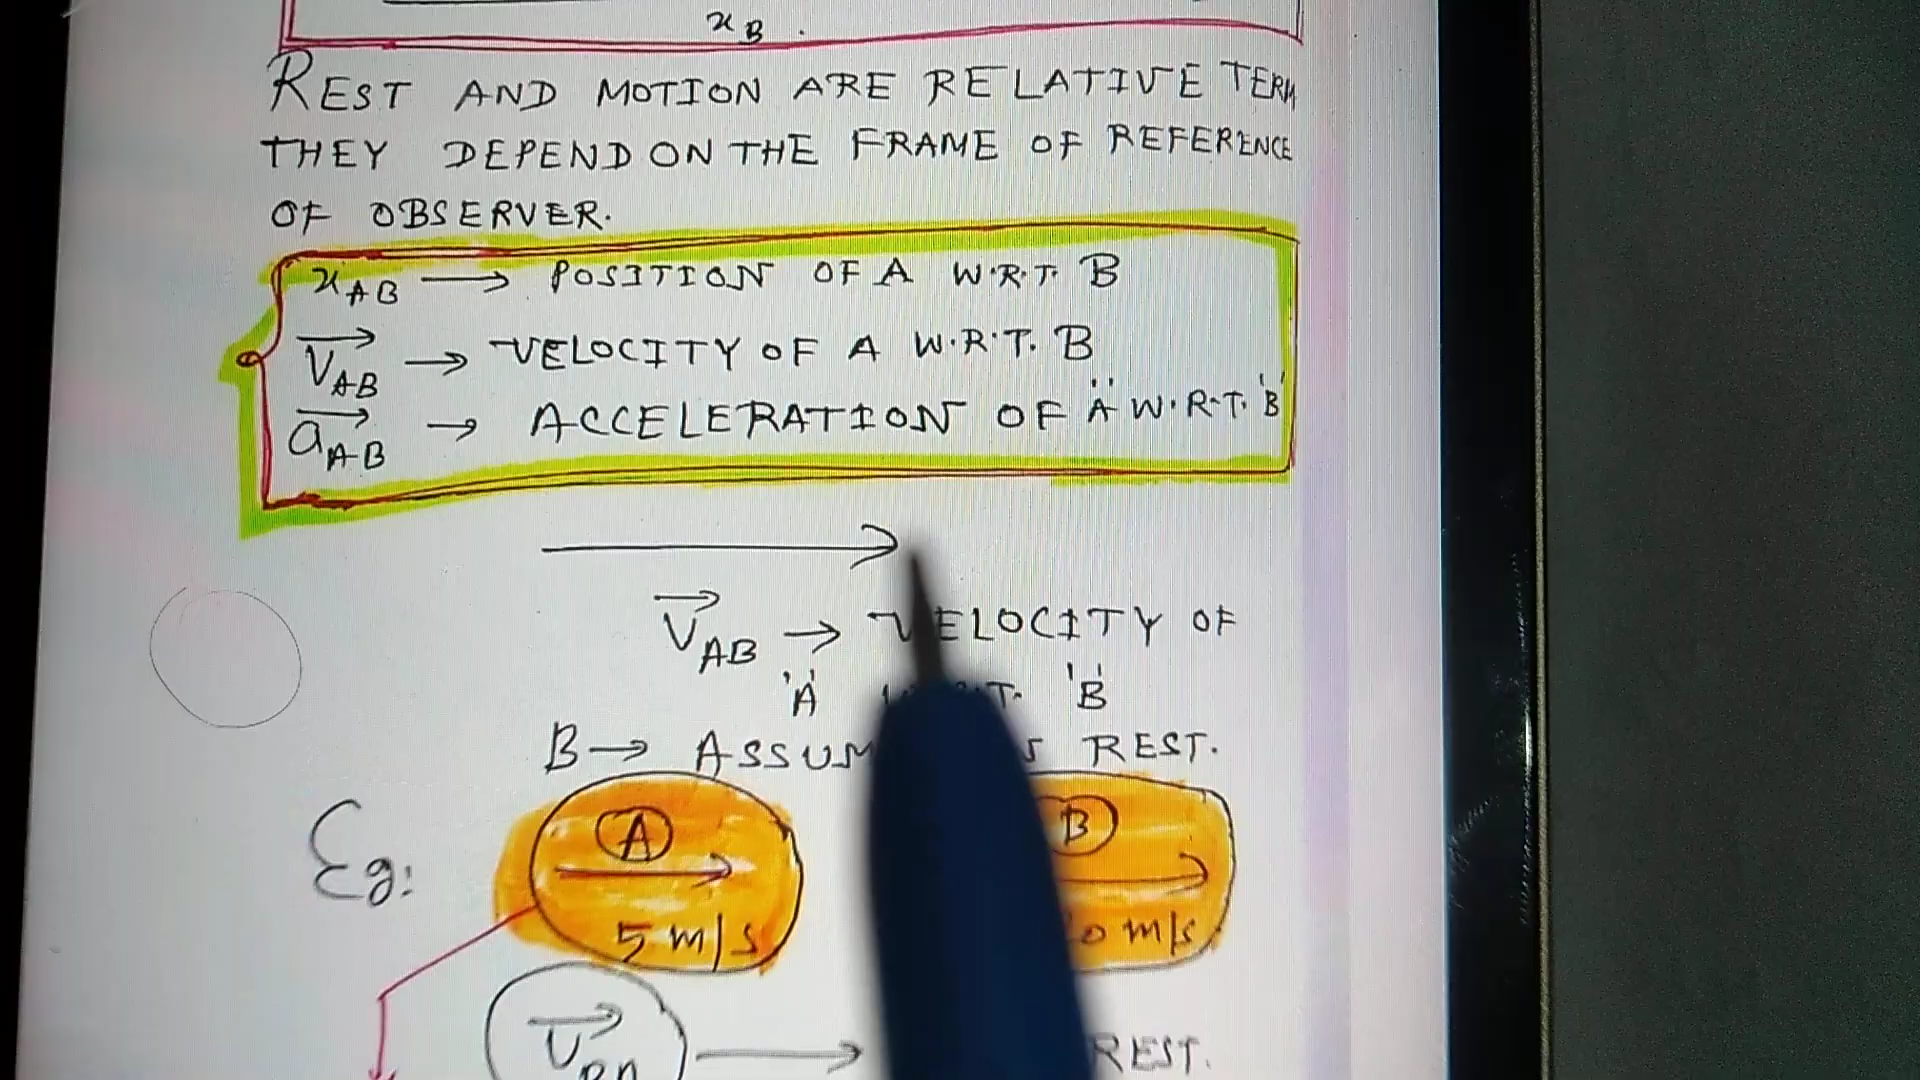 x_B .
REST AND MOTION ARE RELATIVE TERM
THEY DEPEND ON THE FRAME OF REFERENCE
OF OBSERVER.
x_AB → POSITION OF A W.R.T. B
V_AB → VELOCITY OF A W.R.T. B
a_AB → ACCELERATION OF 'A' W.R.T. 'B'
V_AB → VELOCITY OF
'A' 'B'
B → REST.
Eg: A B
5 m/s m/s
→ REST.